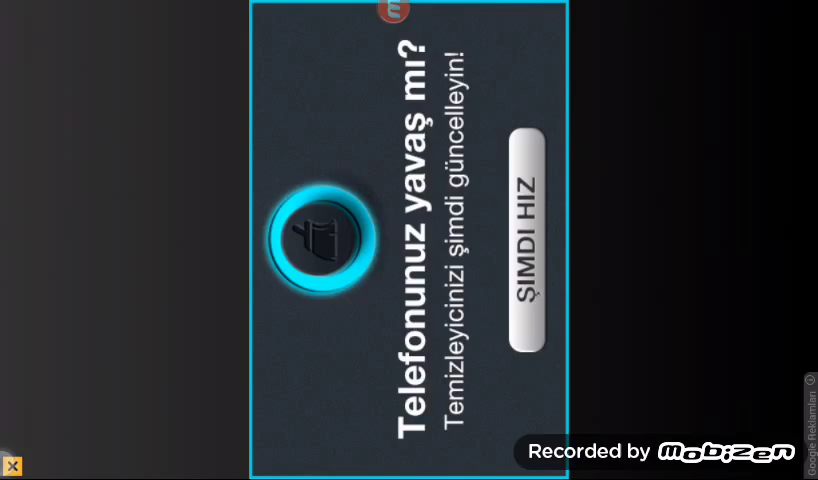 Telefonunuz yavaş mı?
Temizleyicinizi şimdi güncelleyin!
ŞIMDI HIZ
Recorded by mobizen
Google Reklamları